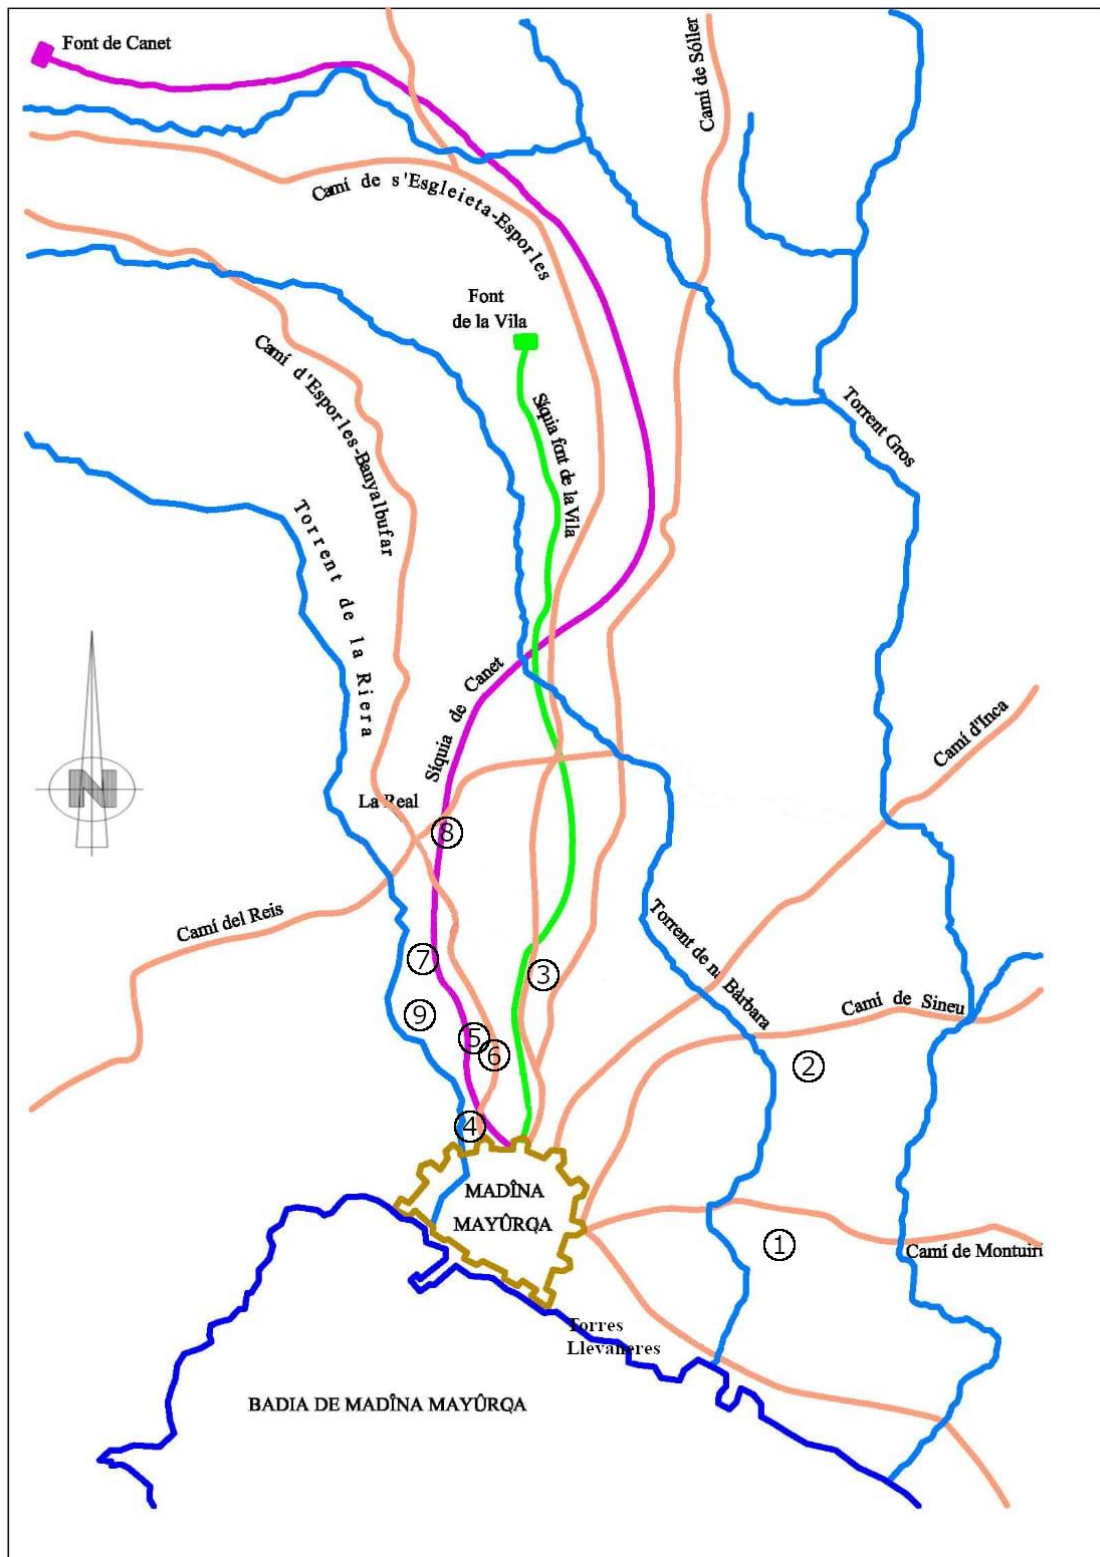 Font de Canet
Camí de Sóller
Camí de s'Esgleieta-Esporles
Font
de la Vila
Camí d'Esporles-Banyalbufar
Síquia font de la Vila
Torrent Gros
Torrent de la Riera
Síquia de Canet
Camí d'Inca
N
La Real
8
Camí del Reis
Torrent de na Bàrbara
7
3
Camí de Sineu
9
5
6
2
4
MADÎNA
MAYÛRQA
1
Camí de Montuiri
Torres
Llevaneres
BADIA DE MADÎNA MAYÛRQA